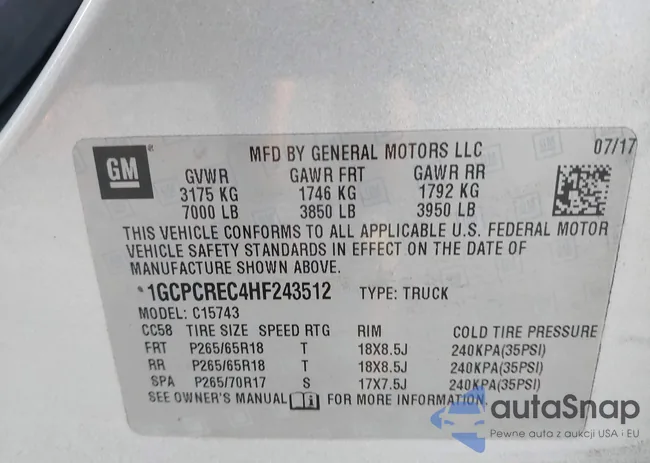 GM
MFD BY GENERAL MOTORS LLC 07/17
GVWR GAWR FRT GAWR RR
3175 KG 1746 KG 1792 KG
7000 LB 3850 LB 3950 LB
THIS VEHICLE CONFORMS TO ALL APPLICABLE U.S. FEDERAL MOTOR
VEHICLE SAFETY STANDARDS IN EFFECT ON THE DATE OF
MANUFACTURE SHOWN ABOVE.
*1GCPCREC4HF243512 TYPE: TRUCK
MODEL: C15743
CC58 TIRE SIZE SPEED RTG RIM COLD TIRE PRESSURE
FRT P265/65R18 T 18X8.5J 240KPA(35PSI)
RR P265/65R18 T 18X8.5J 240KPA(35PSI)
SPA P265/70R17 S 17X7.5J 240KPA(35PSI)
SEE OWNER'S MANUAL i FOR MORE INFORMATION.
autaSnap
Pewne auta z aukcji USA i EU